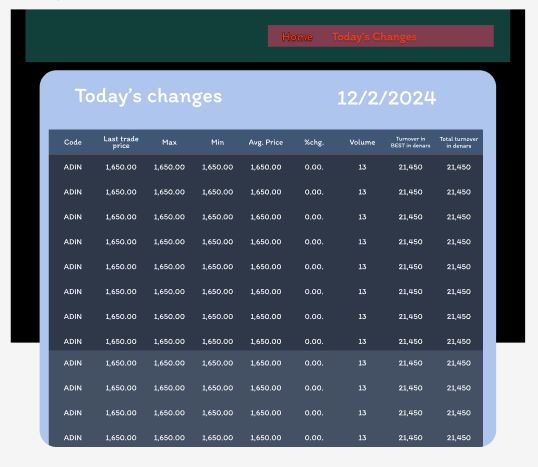 Home Today's Changes
Today's changes 12/2/2024
Code Last trade price Max Min Avg. Price %chg. Volume Turnover in BEST in denars Total turnover in denars
ADIN 1,650.00 1,650.00 1,650.00 1,650.00 0.00. 13 21,450 21,450
ADIN 1,650.00 1,650.00 1,650.00 1,650.00 0.00. 13 21,450 21,450
ADIN 1,650.00 1,650.00 1,650.00 1,650.00 0.00. 13 21,450 21,450
ADIN 1,650.00 1,650.00 1,650.00 1,650.00 0.00. 13 21,450 21,450
ADIN 1,650.00 1,650.00 1,650.00 1,650.00 0.00. 13 21,450 21,450
ADIN 1,650.00 1,650.00 1,650.00 1,650.00 0.00. 13 21,450 21,450
ADIN 1,650.00 1,650.00 1,650.00 1,650.00 0.00. 13 21,450 21,450
ADIN 1,650.00 1,650.00 1,650.00 1,650.00 0.00. 13 21,450 21,450
ADIN 1,650.00 1,650.00 1,650.00 1,650.00 0.00. 13 21,450 21,450
ADIN 1,650.00 1,650.00 1,650.00 1,650.00 0.00. 13 21,450 21,450
ADIN 1,650.00 1,650.00 1,650.00 1,650.00 0.00. 13 21,450 21,450
ADIN 1,650.00 1,650.00 1,650.00 1,650.00 0.00. 13 21,450 21,450